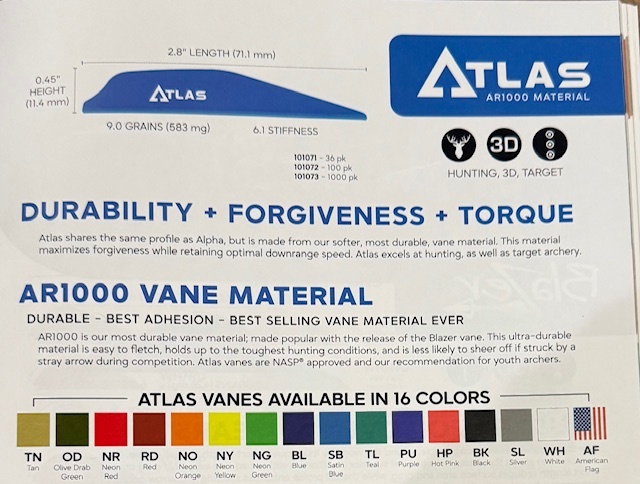 2.8" LENGTH (71.1 mm)
0.45"
HEIGHT
(11.4 mm)
ATLAS
9.0 GRAINS (583 mg)
6.1 STIFFNESS
101071 - 36 pk
101072 - 100 pk
101073 - 1000 pk
ATLAS
AR1000 MATERIAL
3D
HUNTING, 3D, TARGET
DURABILITY + FORGIVENESS + TORQUE
Atlas shares the same profile as Alpha, but is made from our softer, most durable, vane material. This material
maximizes forgiveness while retaining optimal downrange speed. Atlas excels at hunting, as well as target archery.
AR1000 VANE MATERIAL
DURABLE - BEST ADHESION - BEST SELLING VANE MATERIAL EVER
AR1000 is our most durable vane material; made popular with the release of the Blazer vane. This ultra-durable
material is easy to fletch, holds up to the toughest hunting conditions, and is less likely to sheer off if struck by a
stray arrow during competition. Atlas vanes are NASP® approved and our recommendation for youth archers.
ATLAS VANES AVAILABLE IN 16 COLORS
TN OD NR RD NO NY NG BL SB TL PU HP BK SL WH AF
Tan Olive Drab Green Neon Red Red Neon Orange Neon Yellow Neon Green Blue Satin Blue Teal Purple Hot Pink Black Silver White American Flag